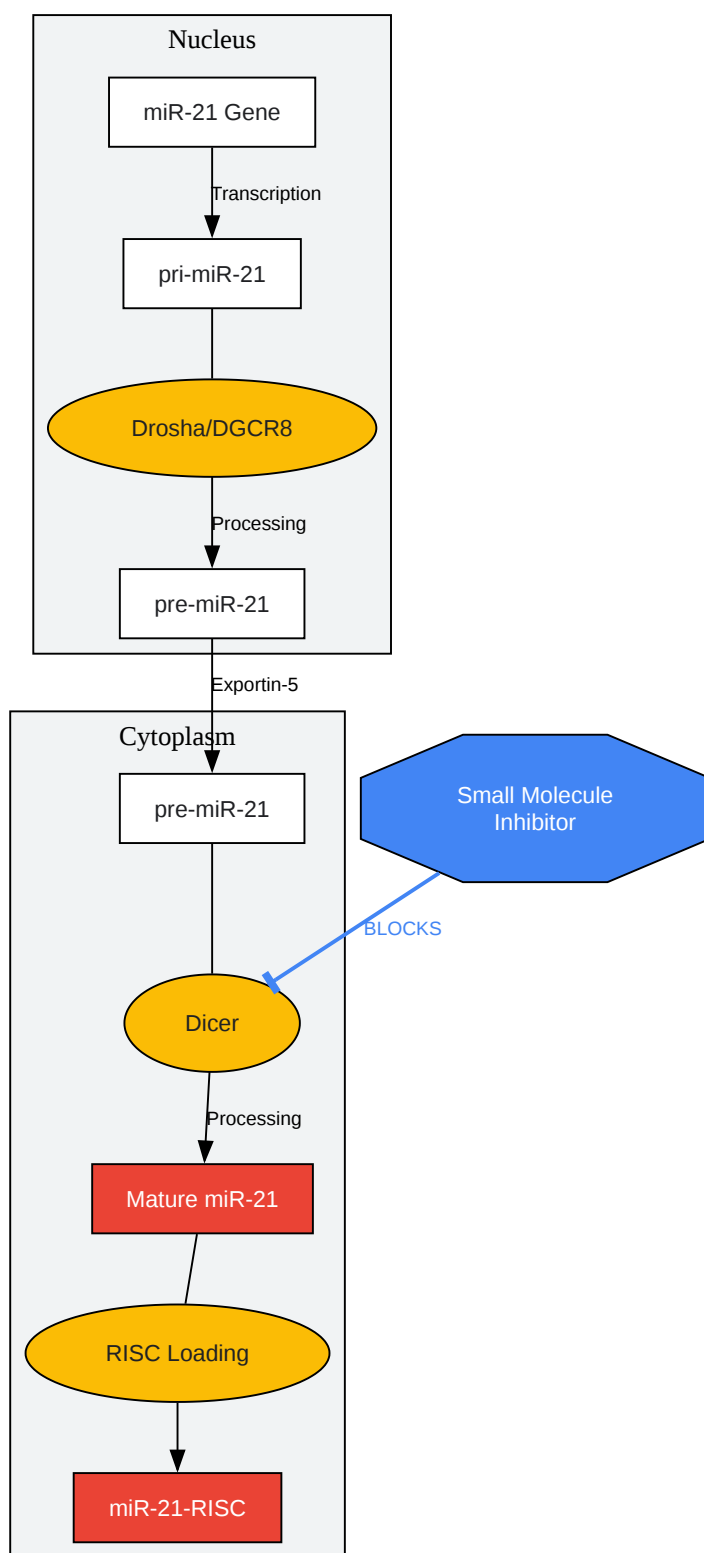 Nucleus
miR-21 Gene
Transcription
pri-miR-21
Drosha/DGCR8
Processing
pre-miR-21
Exportin-5
Cytoplasm
pre-miR-21
Small Molecule
Inhibitor
BLOCKS
Dicer
Processing
Mature miR-21
RISC Loading
miR-21-RISC